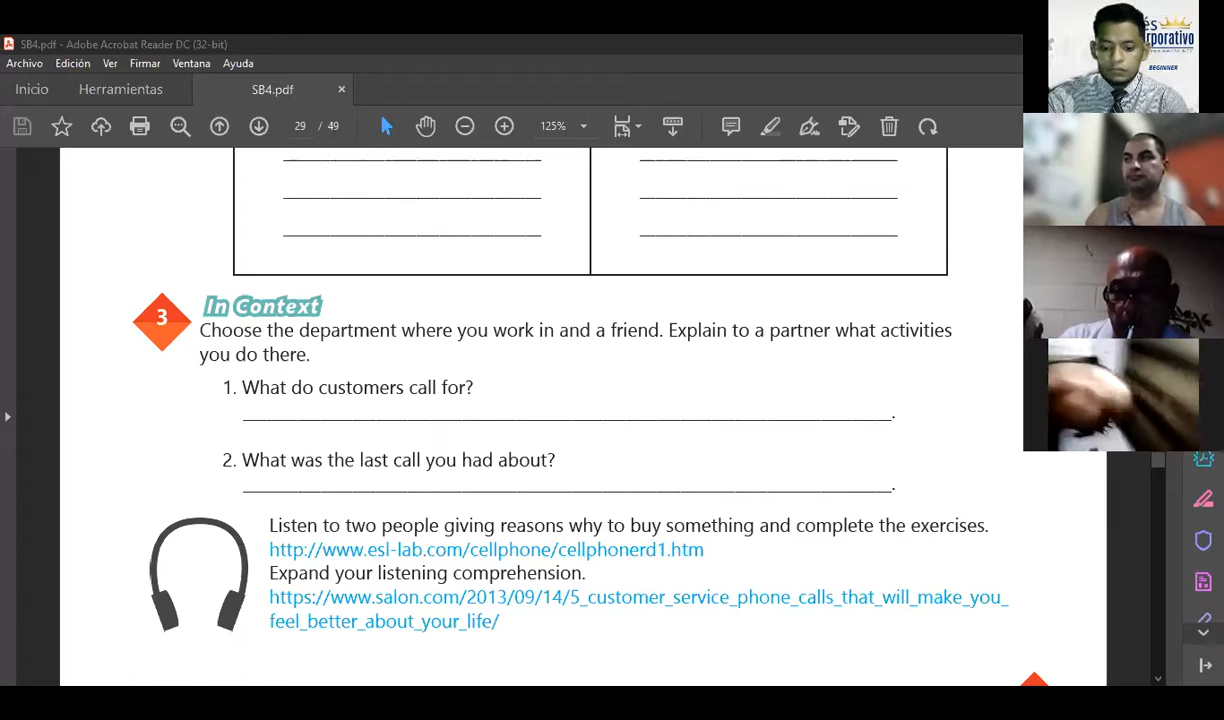 SB4.pdf - Adobe Acrobat Reader DC (32-bit)
Archivo Edición Ver Firmar Ventana Ayuda
Inicio Herramientas SB4.pdf ×
29 / 49 125%
3
In Context
Choose the department where you work in and a friend. Explain to a partner what activities
you do there.
1. What do customers call for?
2. What was the last call you had about?
Listen to two people giving reasons why to buy something and complete the exercises.
http://www.esl-lab.com/cellphone/cellphonerd1.htm
Expand your listening comprehension.
https://www.salon.com/2013/09/14/5_customer_service_phone_calls_that_will_make_you_
feel_better_about_your_life/
és
rporativo
BEGINNER